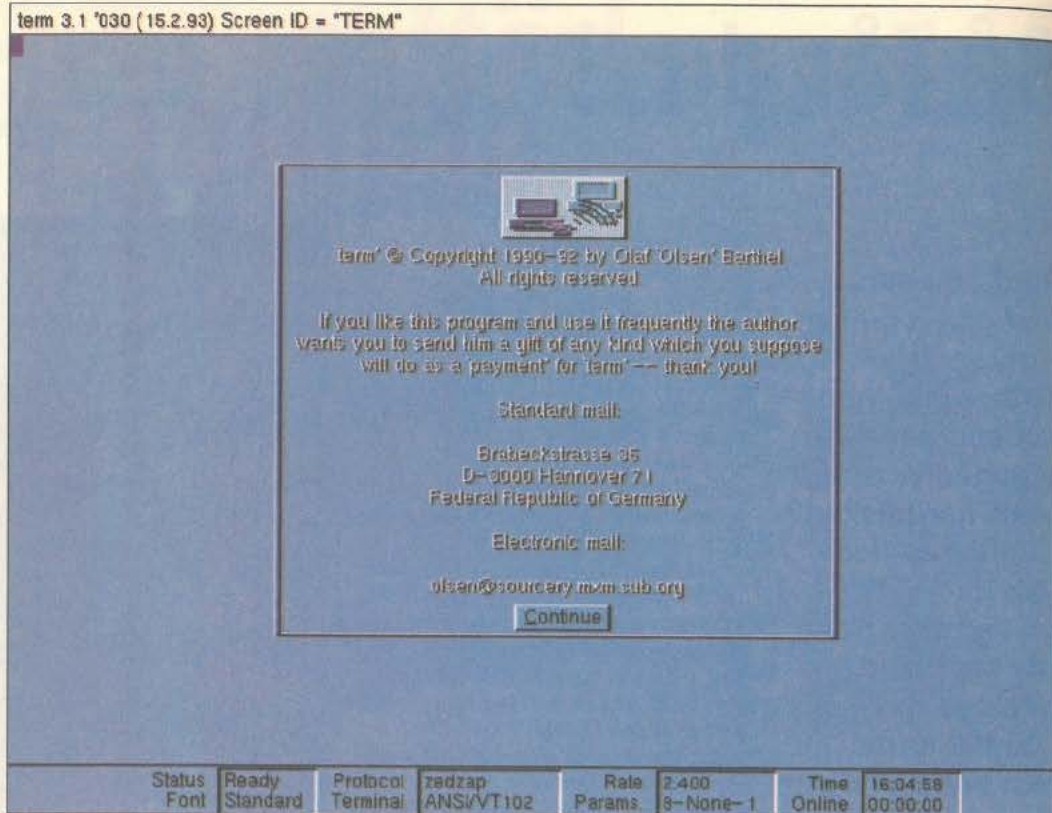 term 3.1 '030 (15.2.93) Screen ID = "TERM"
'term' © Copyright 1990-92 by Olaf 'Olsen' Barthel
All rights reserved.
If you like this program and use it frequently the author
wants you to send him a gift of any kind which you suppose
will do as a 'payment' for 'term' -- thank you!
Standard mail:
Brabeckstrasse 35
D-3000 Hannover 71
Federal Republic of Germany
Electronic mail:
olsen@sourcery.mxm.sub.org
Continue
Status Ready Protocol zedzap Rate 2.400 Time 16:04:58
Font Standard Terminal ANSI/VT102 Params. 8-None-1 Online 00:00:00